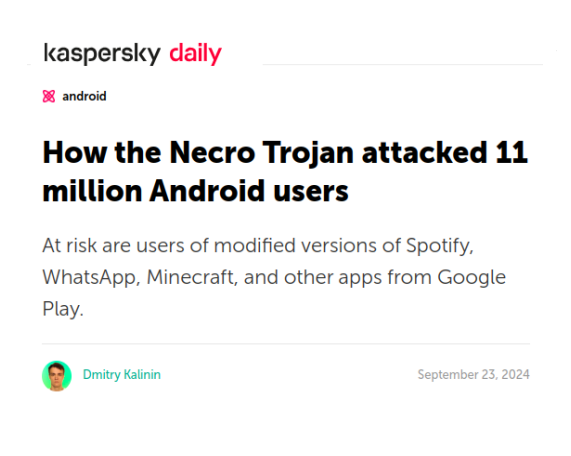 kaspersky daily
android
How the Necro Trojan attacked 11
million Android users
At risk are users of modified versions of Spotify,
WhatsApp, Minecraft, and other apps from Google
Play.
Dmitry Kalinin September 23, 2024